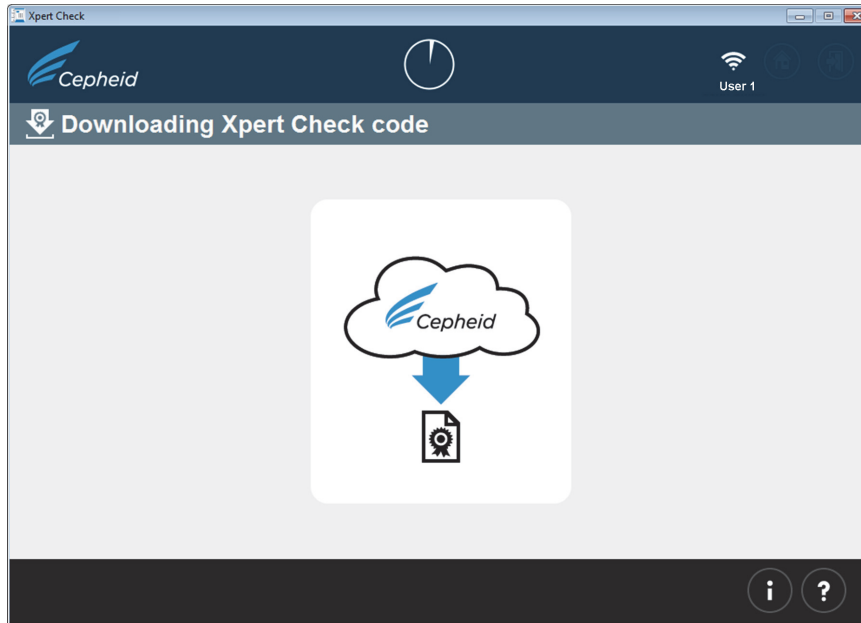 Xpert Check
Cepheid
User 1
Downloading Xpert Check code
Cepheid
i ?